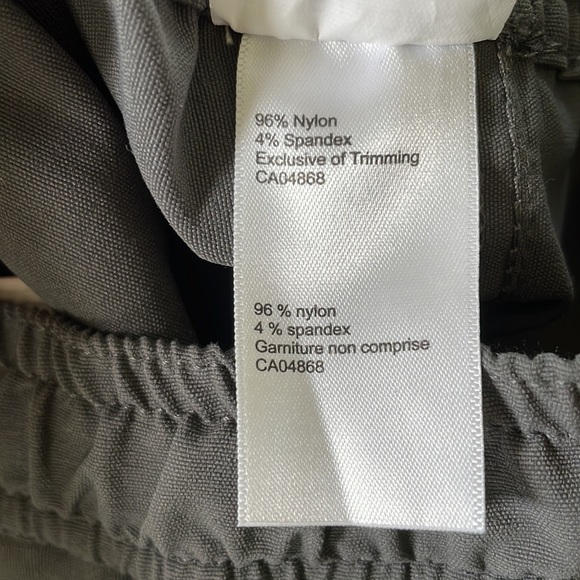 96% Nylon
4% Spandex
Exclusive of Trimming
CA04868
96 % nylon
4 % spandex
Garniture non comprise
CA04868